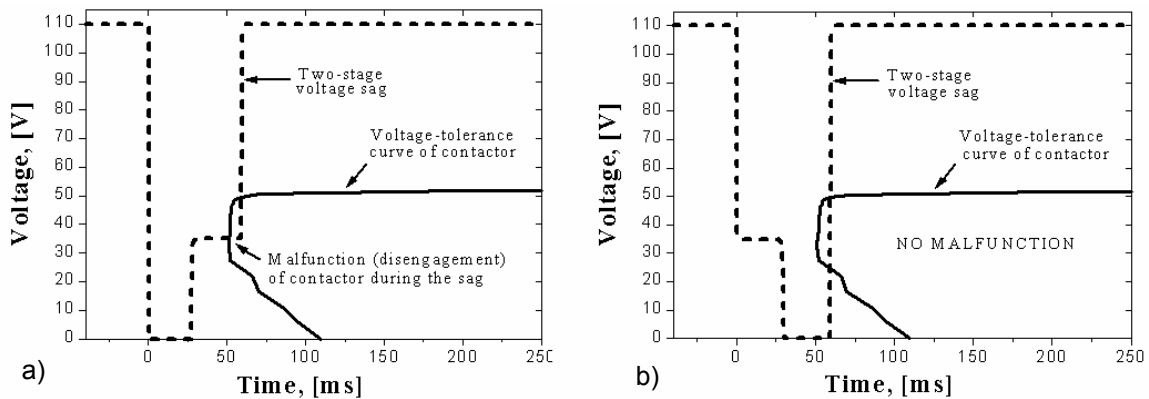 110
100
90
80
70
60
50
40
30
20
10
0
Voltage, [V]
Two-stage
voltage sag
Voltage-tolerance
curve of contactor
Malfunction (disengagement)
of contactor during the sag
0 50 100 150 200 250
Time, [ms]
a)
110
100
90
80
70
60
50
40
30
20
10
0
Voltage, [V]
Two-stage
voltage sag
Voltage-tolerance
curve of contactor
NO MALFUNCTION
0 50 100 150 200 250
Time, [ms]
b)